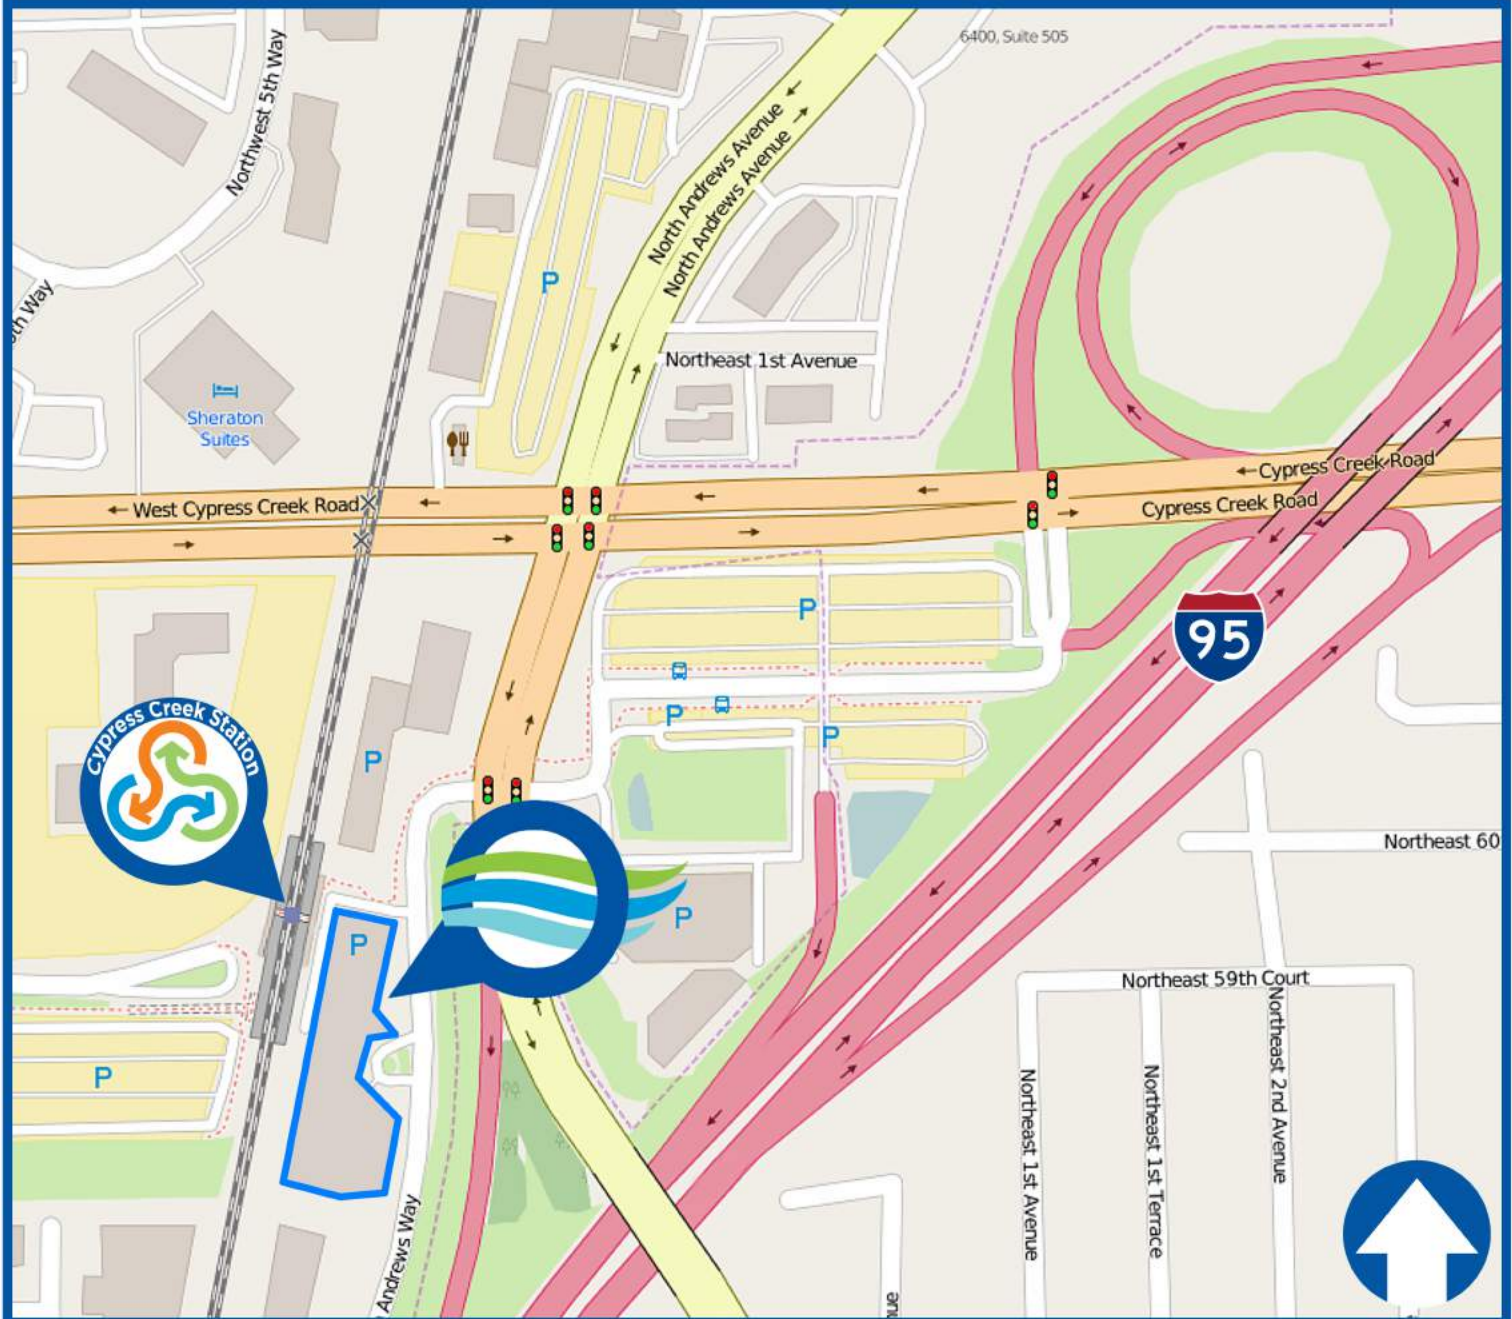 6400, Suite 505
Northwest 5th Way
North Andrews Avenue
North Andrews Avenue
P
th Way
Northeast 1st Avenue
Sheraton
Suites
Cypress Creek Road
West Cypress Creek Road
Cypress Creek Road
P
95
Cypress Creek Station
P
P
P
Northeast 60
P
P
Northeast 59th Court
P
Northeast 1st Avenue
Northeast 1st Terrace
Northeast 2nd Avenue
Andrews Way